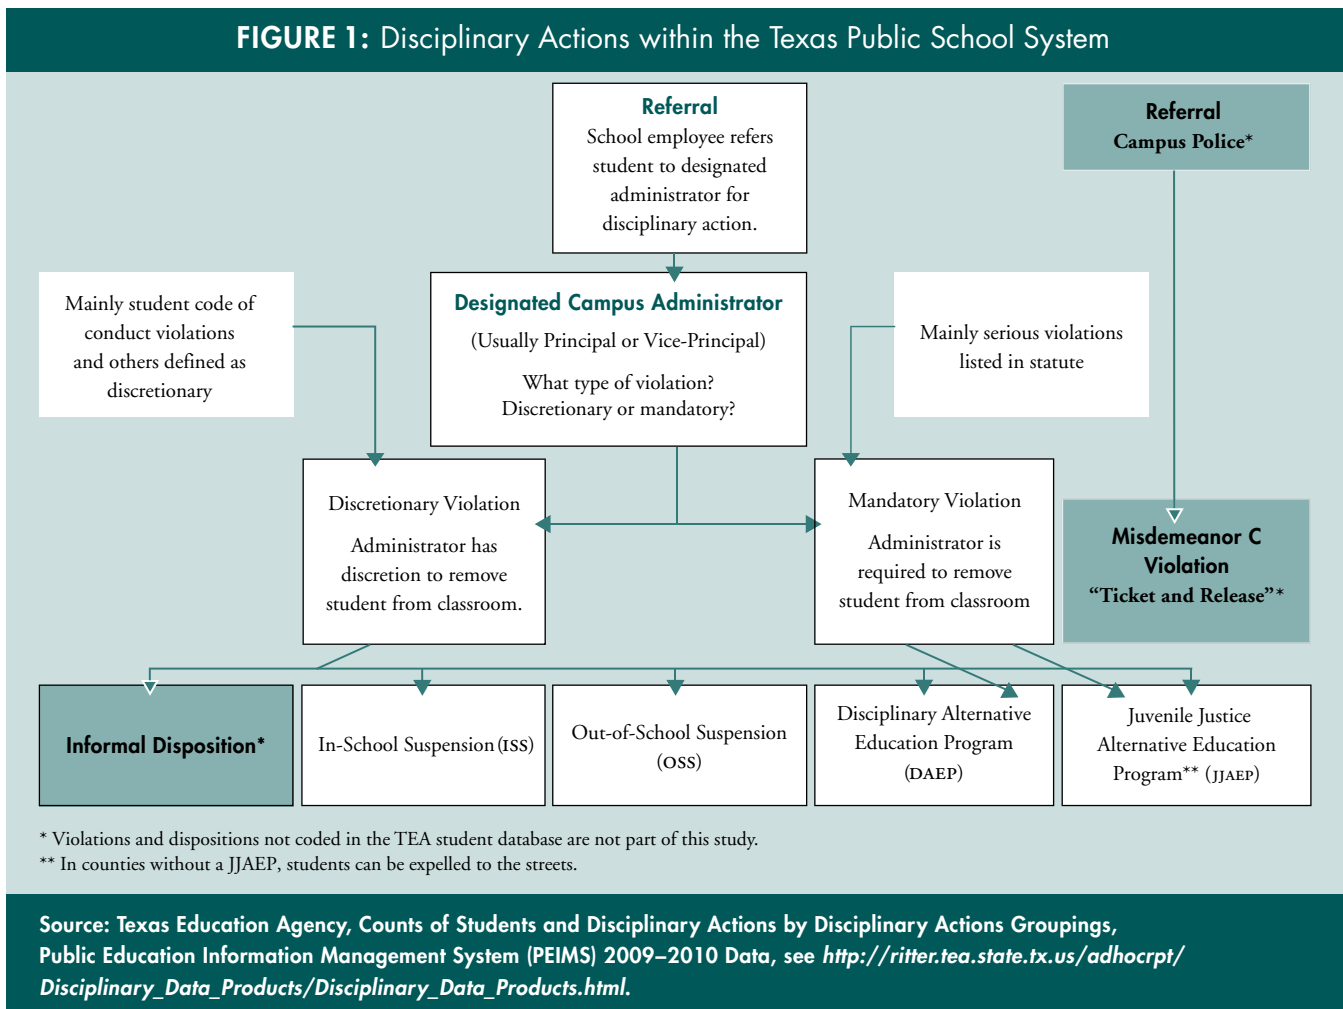 FIGURE 1: Disciplinary Actions within the Texas Public School System
Referral
School employee refers
student to designated
administrator for
disciplinary action.
Referral
Campus Police*
Mainly student code of
conduct violations
and others defined as
discretionary
Designated Campus Administrator
(Usually Principal or Vice-Principal)
What type of violation?
Discretionary or mandatory?
Mainly serious violations
listed in statute
Discretionary Violation
Administrator has
discretion to remove
student from classroom.
Mandatory Violation
Administrator is
required to remove
student from classroom
Misdemeanor C
Violation
“Ticket and Release”*
Informal Disposition*
In-School Suspension (ISS)
Out-of-School Suspension
(OSS)
Disciplinary Alternative
Education Program
(DAEP)
Juvenile Justice
Alternative Education
Program** (JJAEP)
* Violations and dispositions not coded in the TEA student database are not part of this study.
** In counties without a JJAEP, students can be expelled to the streets.
Source: Texas Education Agency, Counts of Students and Disciplinary Actions by Disciplinary Actions Groupings,
Public Education Information Management System (PEIMS) 2009–2010 Data, see http://ritter.tea.state.tx.us/adhocrpt/
Disciplinary_Data_Products/Disciplinary_Data_Products.html.